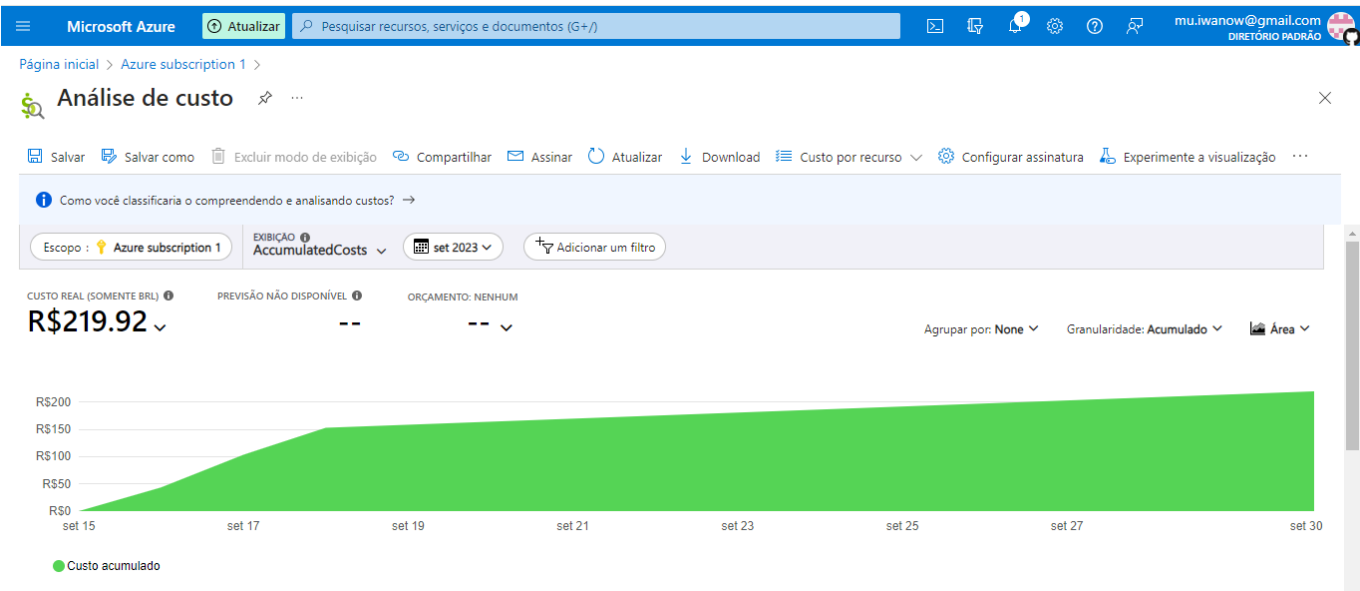 Microsoft Azure Atualizar Pesquisar recursos, serviços e documentos (G+/) 1 mu.iwanow@gmail.com
DIRETÓRIO PADRÃO
Página inicial > Azure subscription 1 >
Análise de custo ...
Salvar Salvar como Excluir modo de exibição Compartilhar Assinar Atualizar Download Custo por recurso Configurar assinatura Experimente a visualização ...
Como você classificaria o compreendendo e analisando custos? →
Escopo : Azure subscription 1 EXIBIÇÃO AccumulatedCosts set 2023 Adicionar um filtro
CUSTO REAL (SOMENTE BRL) PREVISÃO NÃO DISPONÍVEL ORÇAMENTO: NENHUM
R$219.92 -- --
Agrupar por: None Granularidade: Acumulado Área
R$200
R$150
R$100
R$50
R$0
set 15 set 17 set 19 set 21 set 23 set 25 set 27 set 30
Custo acumulado